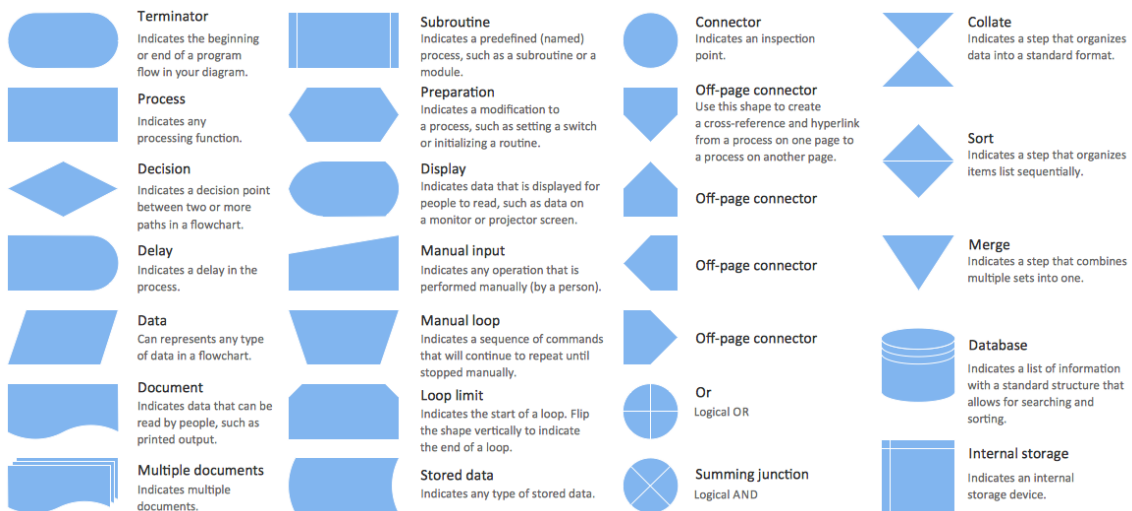 Terminator
Indicates the beginning
or end of a program
flow in your diagram.
Process
Indicates any
processing function.
Decision
Indicates a decision point
between two or more
paths in a flowchart.
Delay
Indicates a delay in the
process.
Data
Can represents any type
of data in a flowchart.
Document
Indicates data that can be
read by people, such as
printed output.
Multiple documents
Indicates multiple
documents.
Subroutine
Indicates a predefined (named)
process, such as a subroutine or a
module.
Preparation
Indicates a modification to
a process, such as setting a switch
or initializing a routine.
Display
Indicates data that is displayed for
people to read, such as data on
a monitor or projector screen.
Manual input
Indicates any operation that is
performed manually (by a person).
Manual loop
Indicates a sequence of commands
that will continue to repeat until
stopped manually.
Loop limit
Indicates the start of a loop. Flip
the shape vertically to indicate
the end of a loop.
Stored data
Indicates any type of stored data.
Connector
Indicates an inspection
point.
Off-page connector
Use this shape to create
a cross-reference and hyperlink
from a process on one page to
a process on another page.
Off-page connector
Off-page connector
Off-page connector
Or
Logical OR
Summing junction
Logical AND
Collate
Indicates a step that organizes
data into a standard format.
Sort
Indicates a step that organizes
items list sequentially.
Merge
Indicates a step that combines
multiple sets into one.
Database
Indicates a list of information
with a standard structure that
allows for searching and
sorting.
Internal storage
Indicates an internal
storage device.